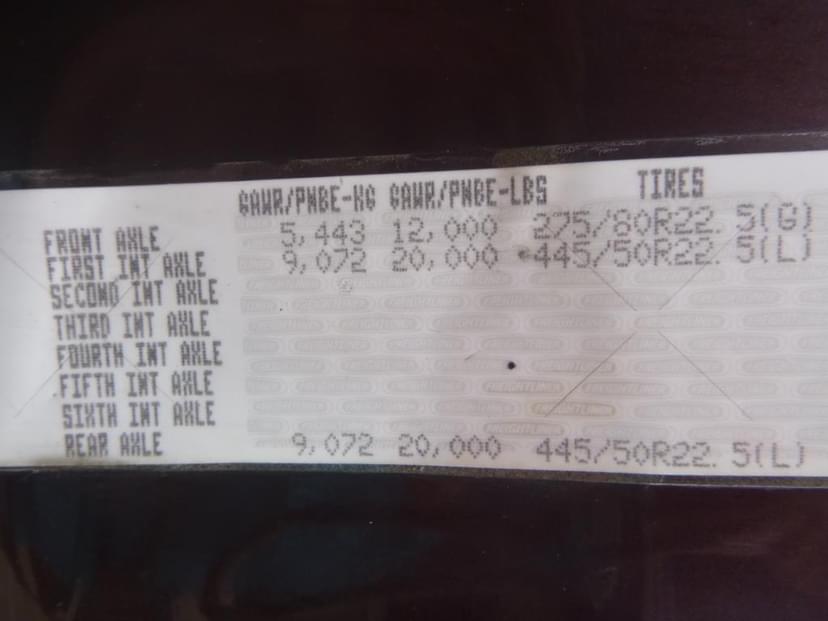 GAWR/PNBE-KG GAWR/PNBE-LBS TIRES
FRONT AXLE 5,443 12,000 275/80R22.5(G)
FIRST INT AXLE 9,072 20,000 445/50R22.5(L)
SECOND INT AXLE
THIRD INT AXLE
FOURTH INT AXLE
FIFTH INT AXLE
SIXTH INT AXLE
REAR AXLE 9,072 20,000 445/50R22.5(L)
FREIGHTLINER